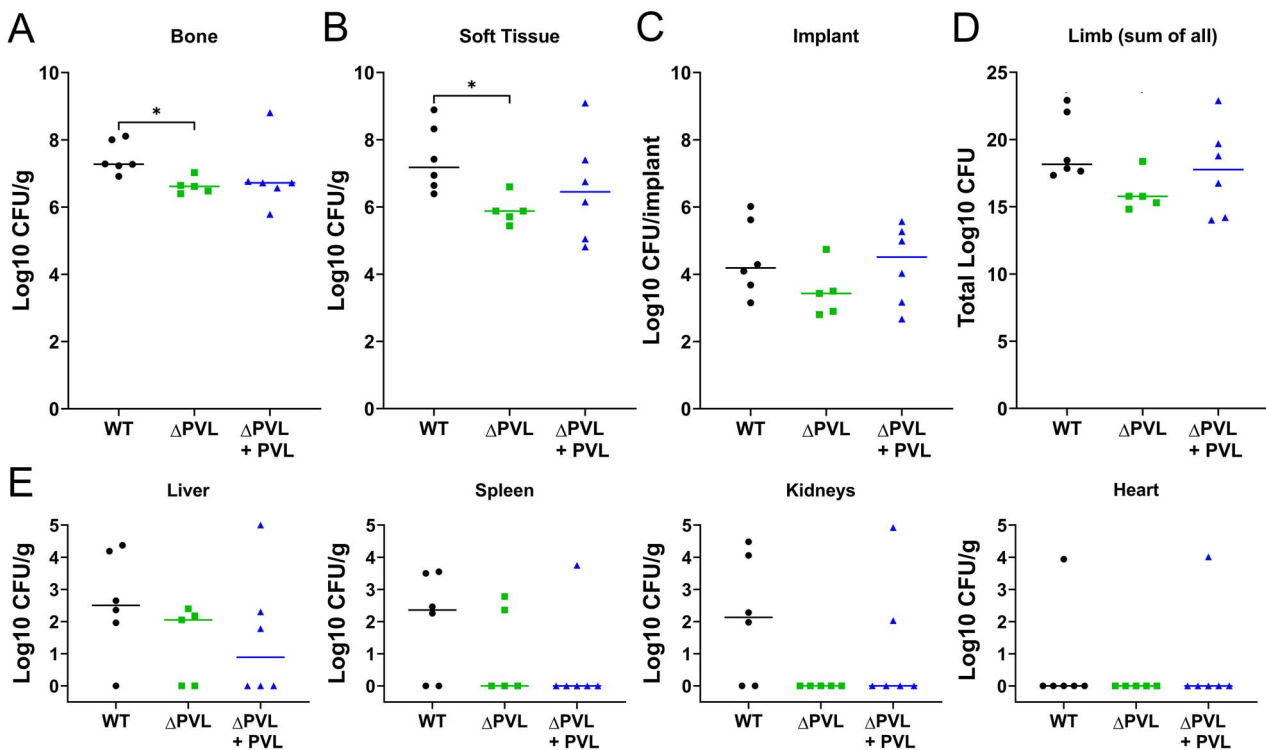 A
Bone
Log10 CFU/g
10
8
6
4
2
0
*
WT
ΔPVL
ΔPVL
+ PVL
B
Soft Tissue
Log10 CFU/g
10
8
6
4
2
0
*
WT
ΔPVL
ΔPVL
+ PVL
C
Implant
Log10 CFU/implant
10
8
6
4
2
0
WT
ΔPVL
ΔPVL
+ PVL
D
Limb (sum of all)
Total Log10 CFU
25
20
15
10
5
0
WT
ΔPVL
ΔPVL
+ PVL
E
Liver
Log10 CFU/g
5
4
3
2
1
0
WT
ΔPVL
ΔPVL
+ PVL
Spleen
Log10 CFU/g
5
4
3
2
1
0
WT
ΔPVL
ΔPVL
+ PVL
Kidneys
Log10 CFU/g
5
4
3
2
1
0
WT
ΔPVL
ΔPVL
+ PVL
Heart
Log10 CFU/g
5
4
3
2
1
0
WT
ΔPVL
ΔPVL
+ PVL